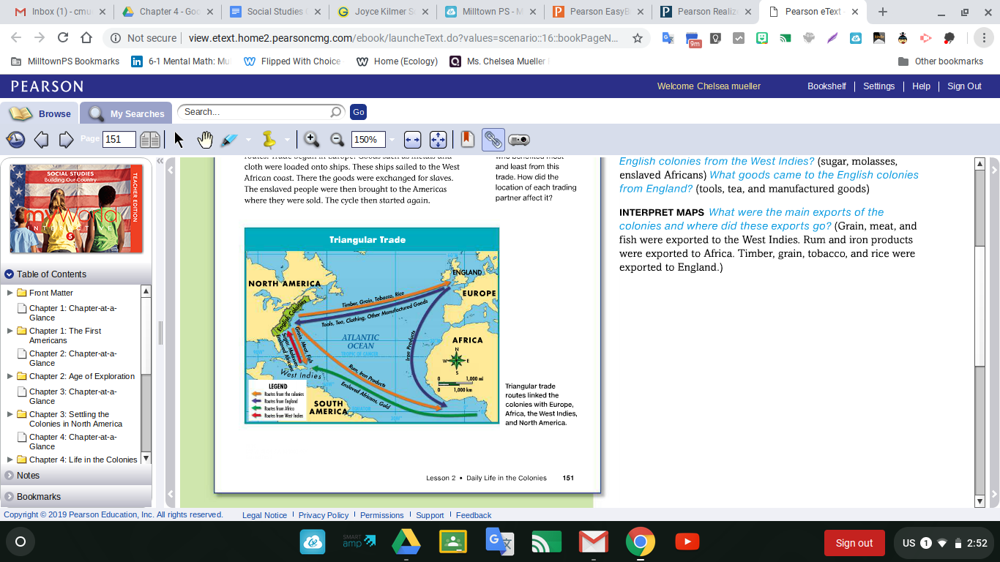 Inbox (1) - cmu
Chapter 4 - Goo
Social Studies
Joyce Kilmer S
Milltown PS - M
Pearson EasyB
Pearson Realiz
Pearson eText -
Not secure
view.etext.home2.pearsoncmg.com/ebook/launcheText.do?values=scenario::16::bookPageN...
9m
MilltownPS Bookmarks
6-1 Mental Math: Mu
Flipped With Choice
Home (Ecology)
Ms. Chelsea Mueller
Other bookmarks
PEARSON
Welcome Chelsea mueller
Bookshelf
Settings
Help
Sign Out
Browse
My Searches
Search...
Go
Page
151
150%
SOCIAL STUDIES
Building Our Country
TEACHER EDITION
myWorld
INTERACTIVE
5
Table of Contents
Front Matter
Chapter 1: Chapter-at-a-
Glance
Chapter 1: The First
Americans
Chapter 2: Chapter-at-a-
Glance
Chapter 2: Age of Exploration
Chapter 3: Chapter-at-a-
Glance
Chapter 3: Settling the
Colonies in North America
Chapter 4: Chapter-at-a-
Glance
Chapter 4: Life in the Colonies
Notes
Bookmarks
routes. Trade began in Europe. Goods such as metals and
cloth were loaded onto ships. These ships sailed to the West
African coast. There the goods were exchanged for slaves.
The enslaved people were then brought to the Americas
where they were sold. The cycle then started again.
who benefited most
and least from this
trade. How did the
location of each trading
partner affect it?
Triangular Trade
NORTH AMERICA
ENGLAND
EUROPE
English Colonies
Timber, Grain, Tobacco, Rice
Tools, Tea, Clothing, Other Manufactured Goods
Grain, Meat, Fish
Sugar, Molasses,
Enslaved Africans
ATLANTIC
OCEAN
TROPIC OF CANCER
Iron Products
AFRICA
N
W
E
S
0 1,000 mi
0 1,000 km
West Indies
Rum, Iron Products
Enslaved Africans, Gold
SOUTH
AMERICA
EQUATOR
LEGEND
Routes from the colonies
Routes from England
Routes from Africa
Routes from West Indies
Triangular trade
routes linked the
colonies with Europe,
Africa, the West Indies,
and North America.
Lesson 2 • Daily Life in the Colonies 151
English colonies from the West Indies? (sugar, molasses,
enslaved Africans) What goods came to the English colonies
from England? (tools, tea, and manufactured goods)
INTERPRET MAPS What were the main exports of the
colonies and where did these exports go? (Grain, meat, and
fish were exported to the West Indies. Rum and iron products
were exported to Africa. Timber, grain, tobacco, and rice were
exported to England.)
Copyright © 2019 Pearson Education, Inc. All rights reserved.
Legal Notice
Privacy Policy
Permissions
Support
Feedback
SMART
amp
Sign out
US
1
2:52